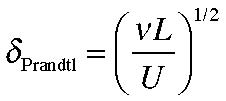 δ_Prandtl = (νL/U)^1/2